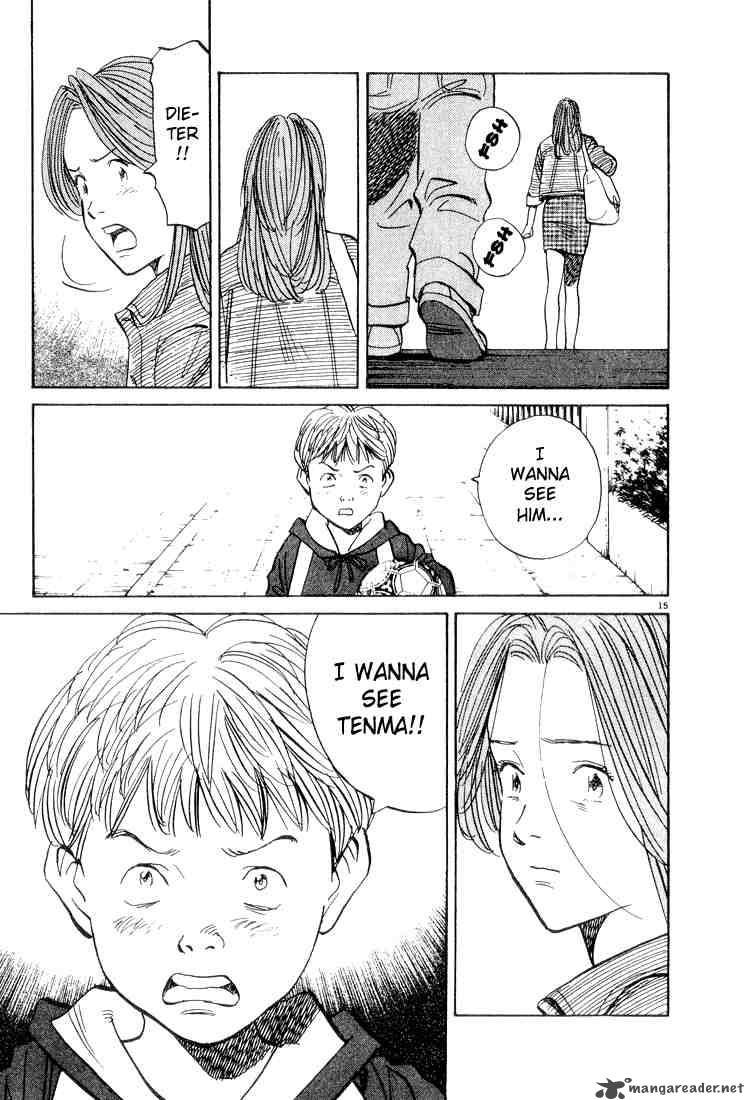 FSH
FSH
DIE-
TER
!!
I
WANNA
SEE
HIM...
15
I WANNA
SEE
TENMA!!
mangareader.net